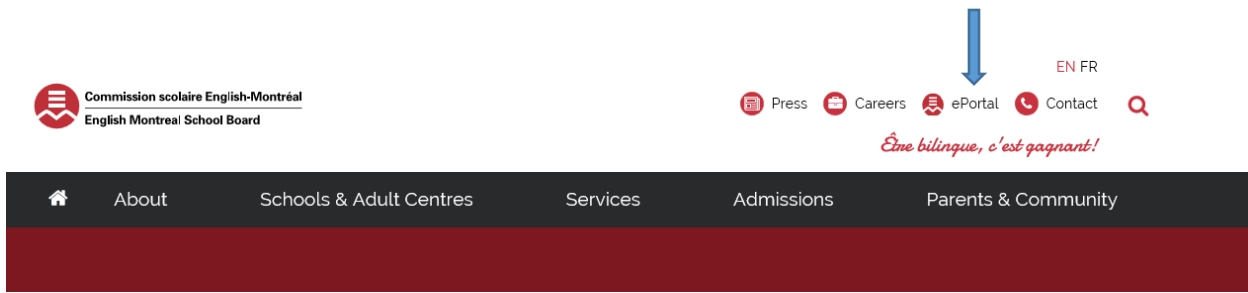 EN FR
Commission scolaire English-Montréal
English Montreal School Board
Press Careers ePortal Contact
Être bilingue, c'est gagnant!
About Schools & Adult Centres Services Admissions Parents & Community